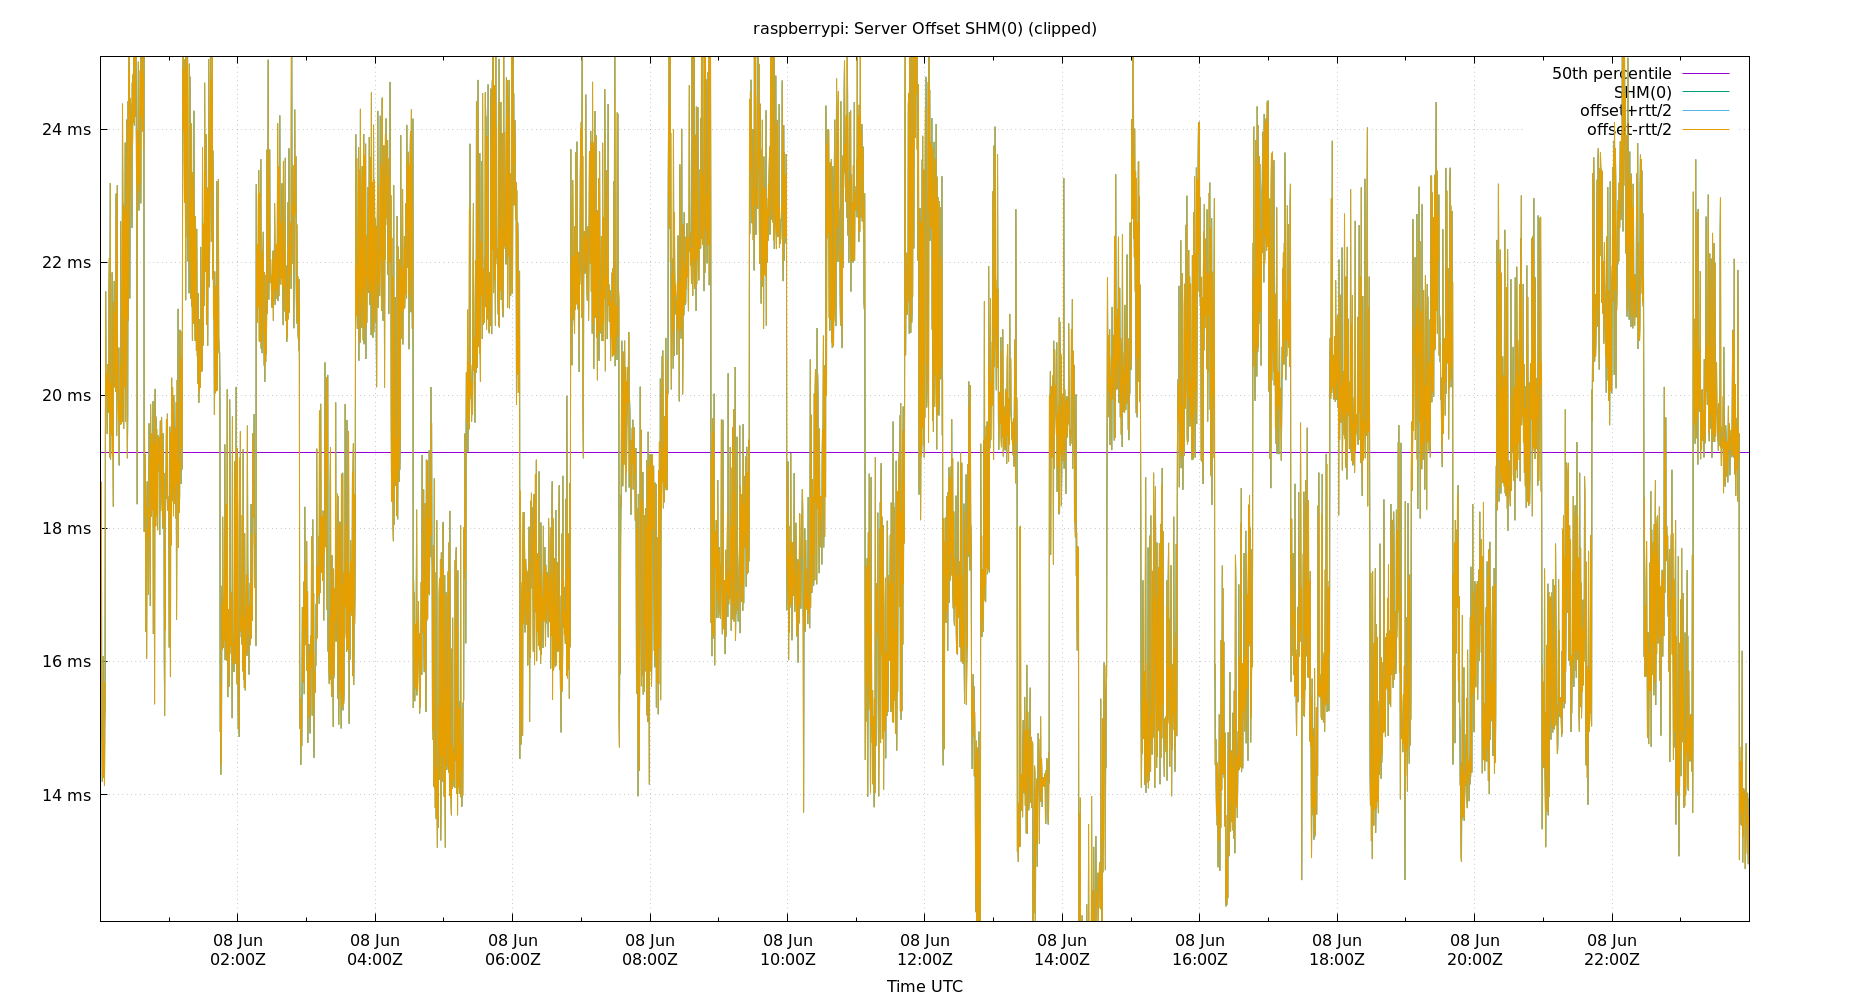 raspberrypi: Server Offset SHM(0) (clipped)
50th percentile
SHM(0)
offset+rtt/2
offset-rtt/2
24 ms
22 ms
20 ms
18 ms
16 ms
14 ms
08 Jun 08 Jun 08 Jun 08 Jun 08 Jun 08 Jun 08 Jun 08 Jun 08 Jun 08 Jun 08 Jun
02:00Z 04:00Z 06:00Z 08:00Z 10:00Z 12:00Z 14:00Z 16:00Z 18:00Z 20:00Z 22:00Z
Time UTC